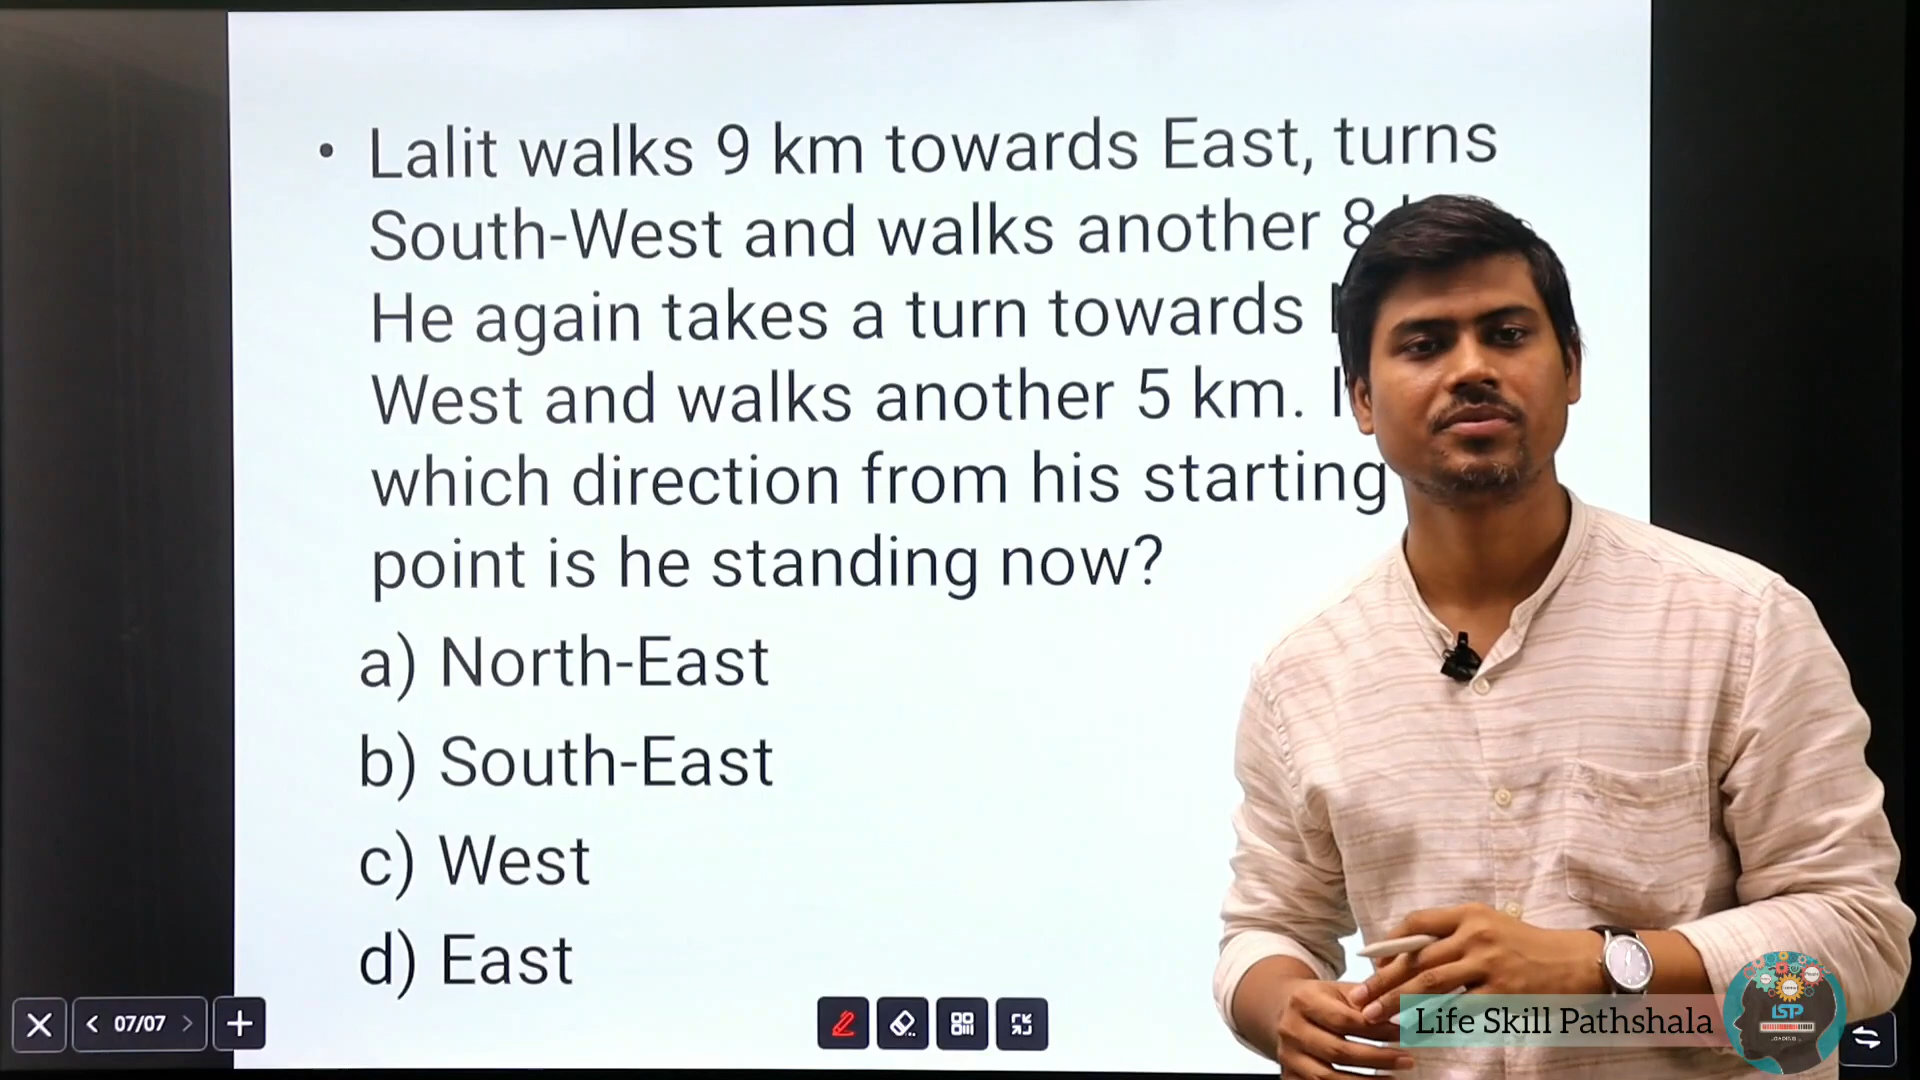 • Lalit walks 9 km towards East, turns
South-West and walks another 8
He again takes a turn towards
West and walks another 5 km.
which direction from his starting
point is he standing now?
a) North-East
b) South-East
c) West
d) East
07/07
Life Skill Pathshala
LSP